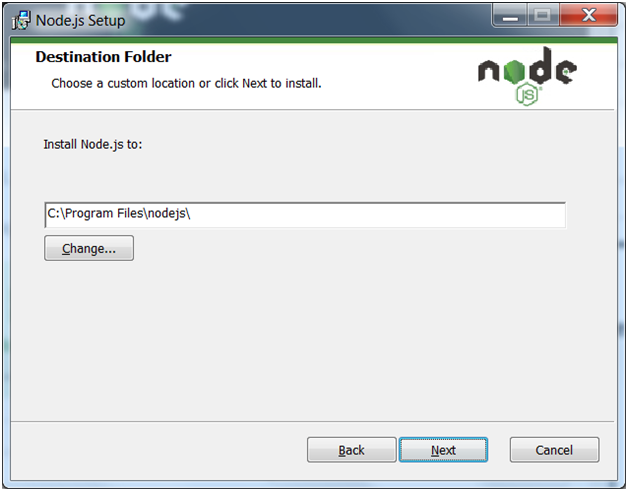 Node.js Setup
Destination Folder
Choose a custom location or click Next to install.
node
JS
Install Node.js to:
C:\Program Files\nodejs\
Change...
Back Next Cancel